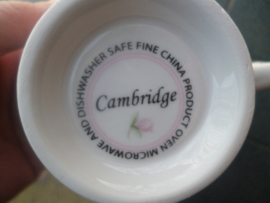 OVEN MICROWAVE AND DISHWASHER SAFE FINE CHINA PRODUCT
Cambridge